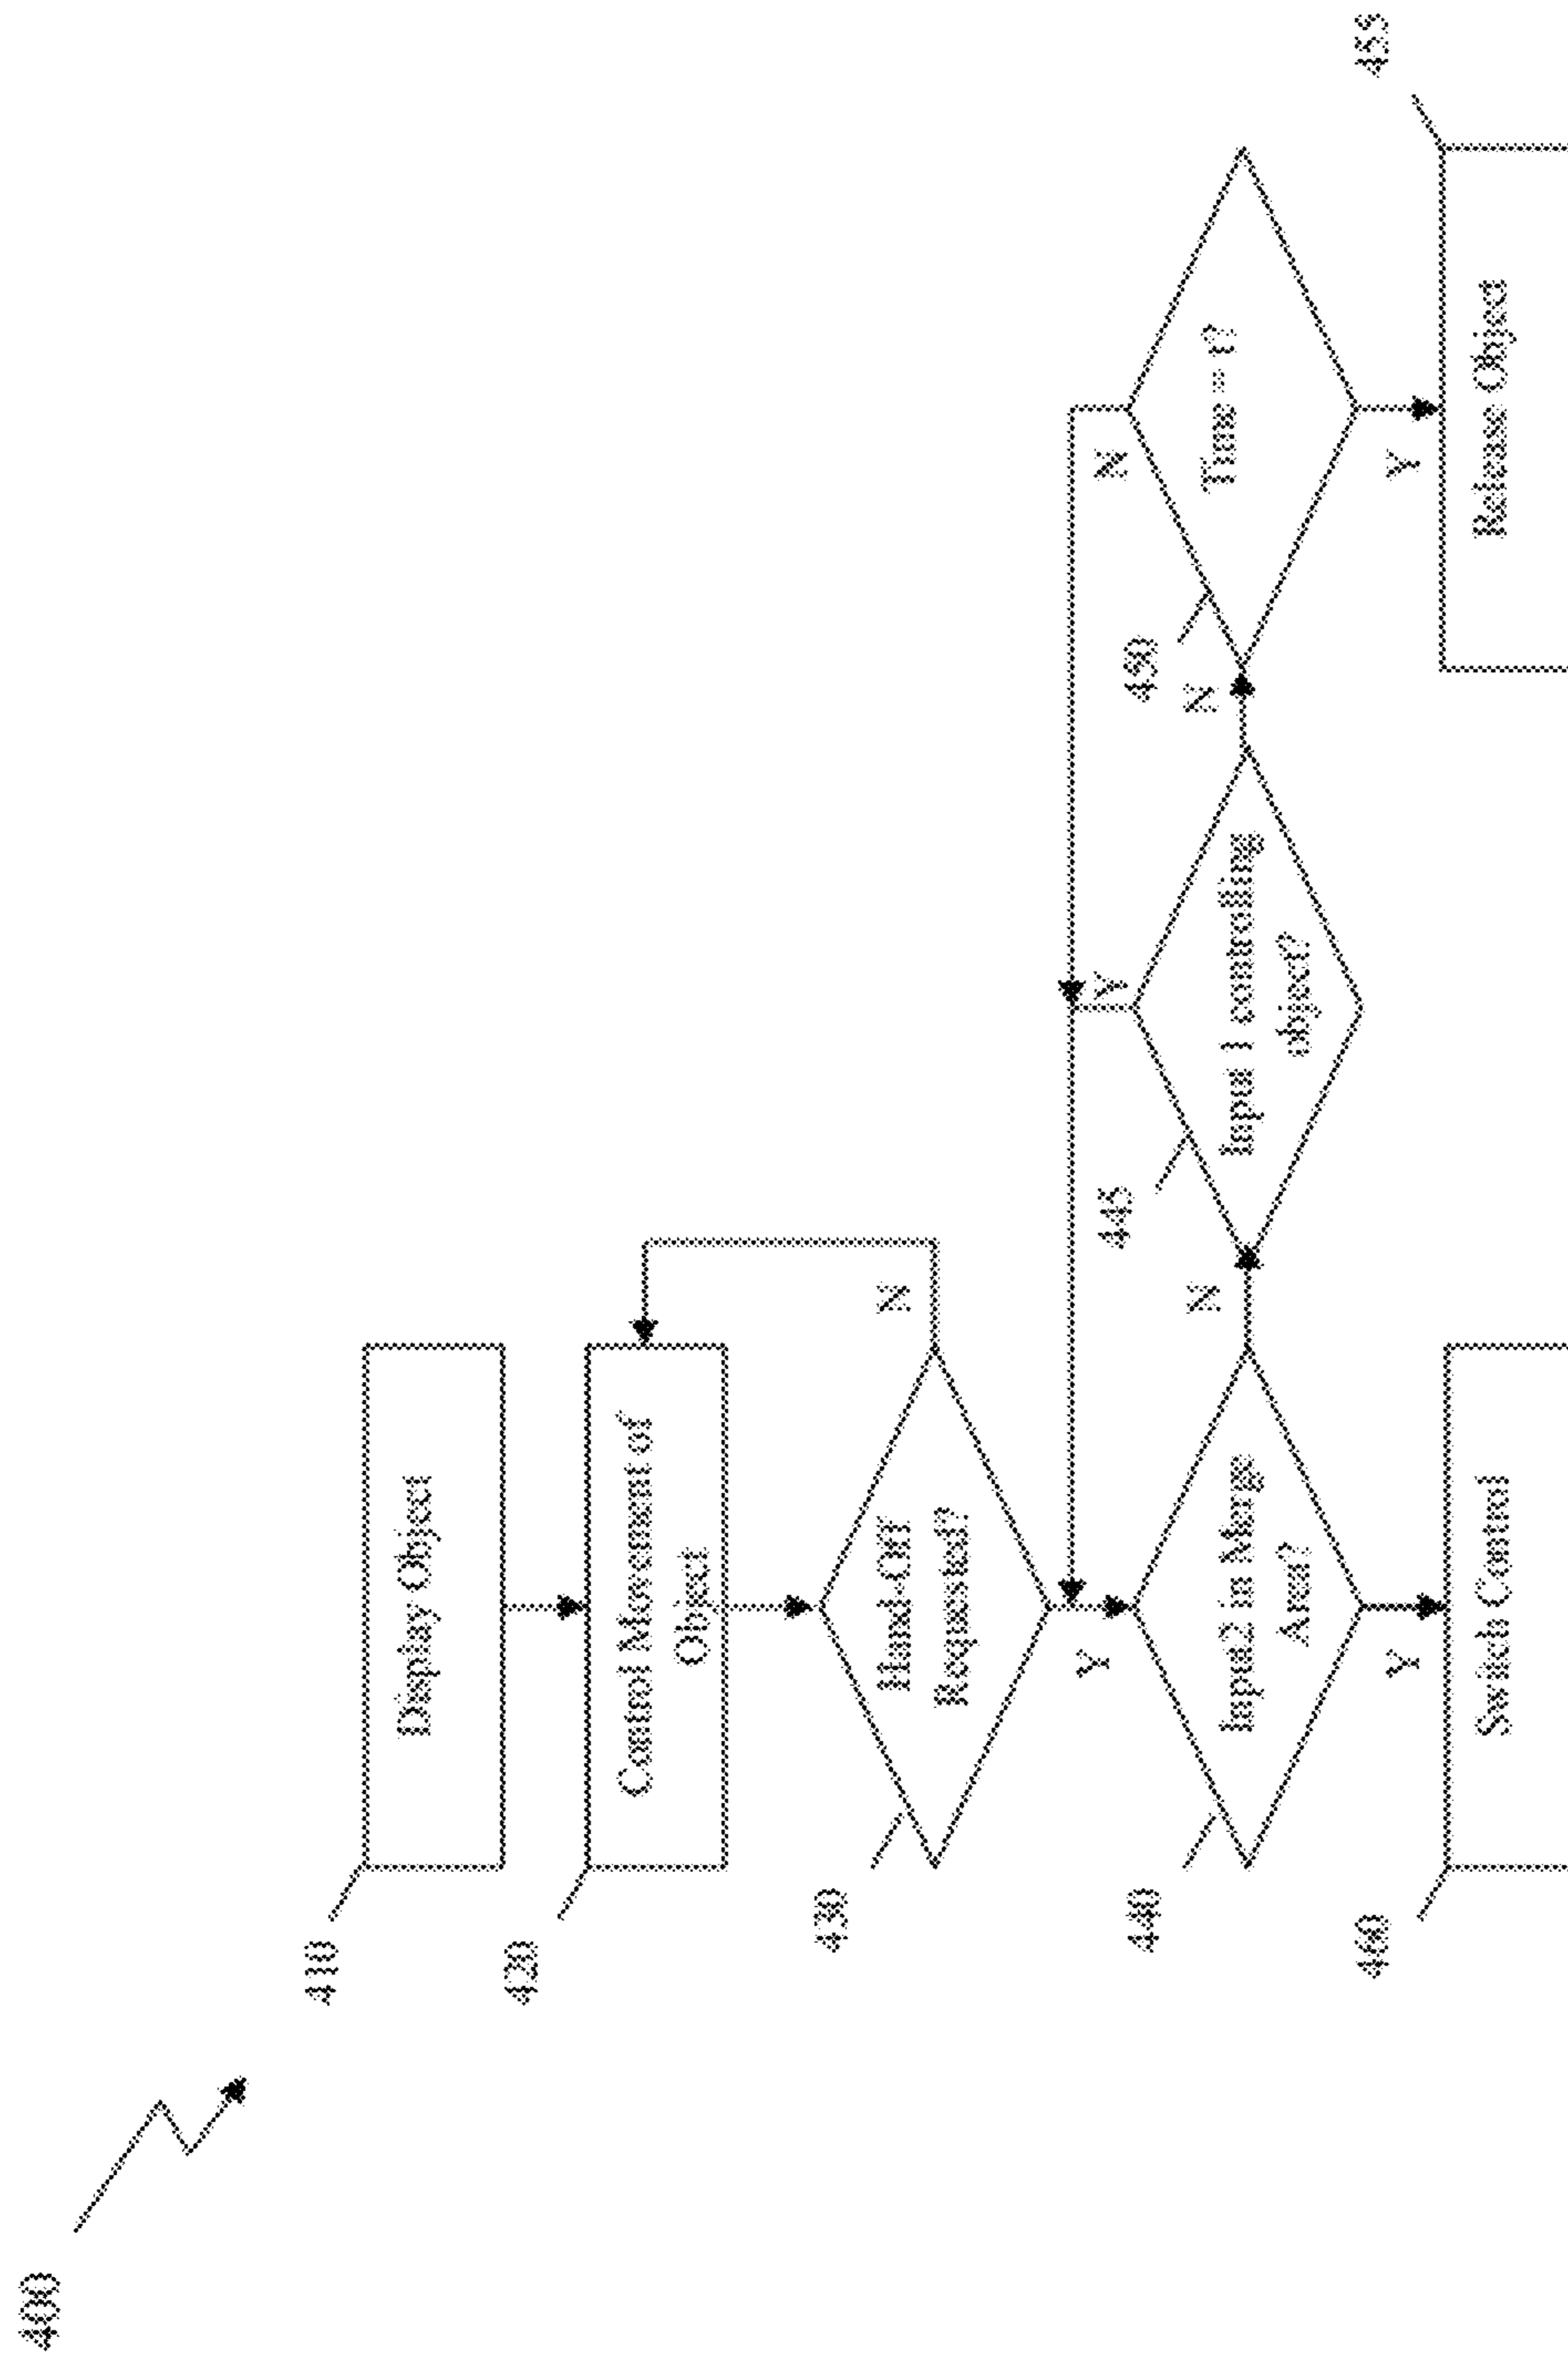 400
410
Display Object
420
Control Movement of
Object
430
Hand-Off
Requested?
N
Y
440
Input2 in Merge
Area?
N
445
Input 1 controlling
object?
Y
N
450
Time = t?
N
Y
455
Release Object
Y
460
Switch Control